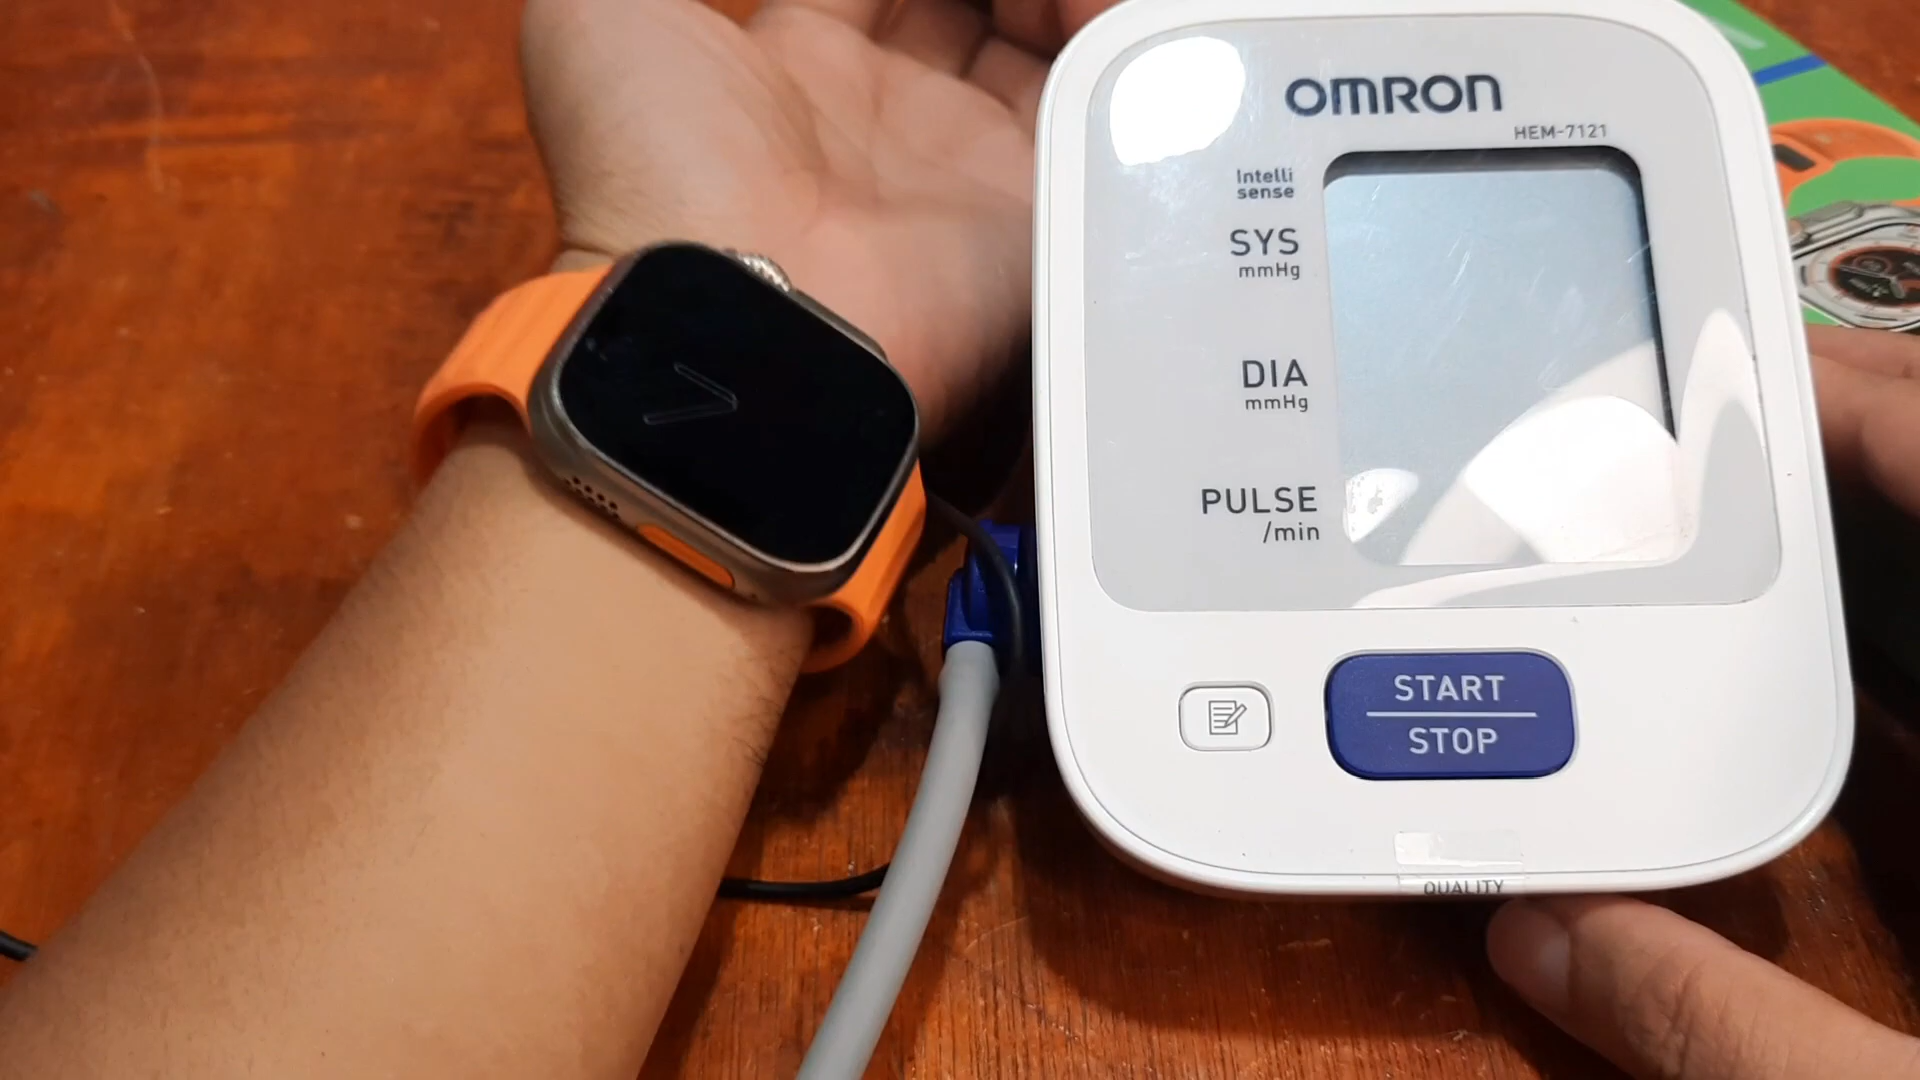 OMRON
HEM-7121
Intelli
sense
SYS
mmHg
DIA
mmHg
PULSE
/min
START
STOP
QUALITY